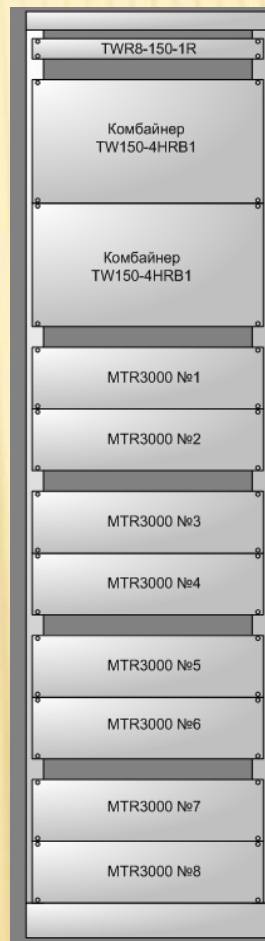 TWR8-150-1R
Комбайнер
TW150-4HRB1
Комбайнер
TW150-4HRB1
MTR3000 №1
MTR3000 №2
MTR3000 №3
MTR3000 №4
MTR3000 №5
MTR3000 №6
MTR3000 №7
MTR3000 №8